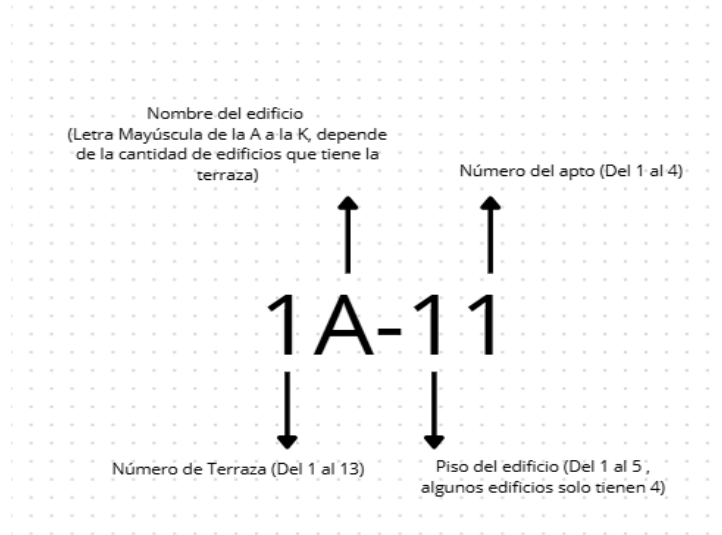 Nombre del edificio
(Letra Mayúscula de la A a la K, depende
de la cantidad de edificios que tiene la
terraza)
Número del apto (Del 1 al 4)
1A-11
Número de Terraza (Del 1 al 13)
Piso del edificio (Del 1 al 5 ,
algunos edificios solo tienen 4)